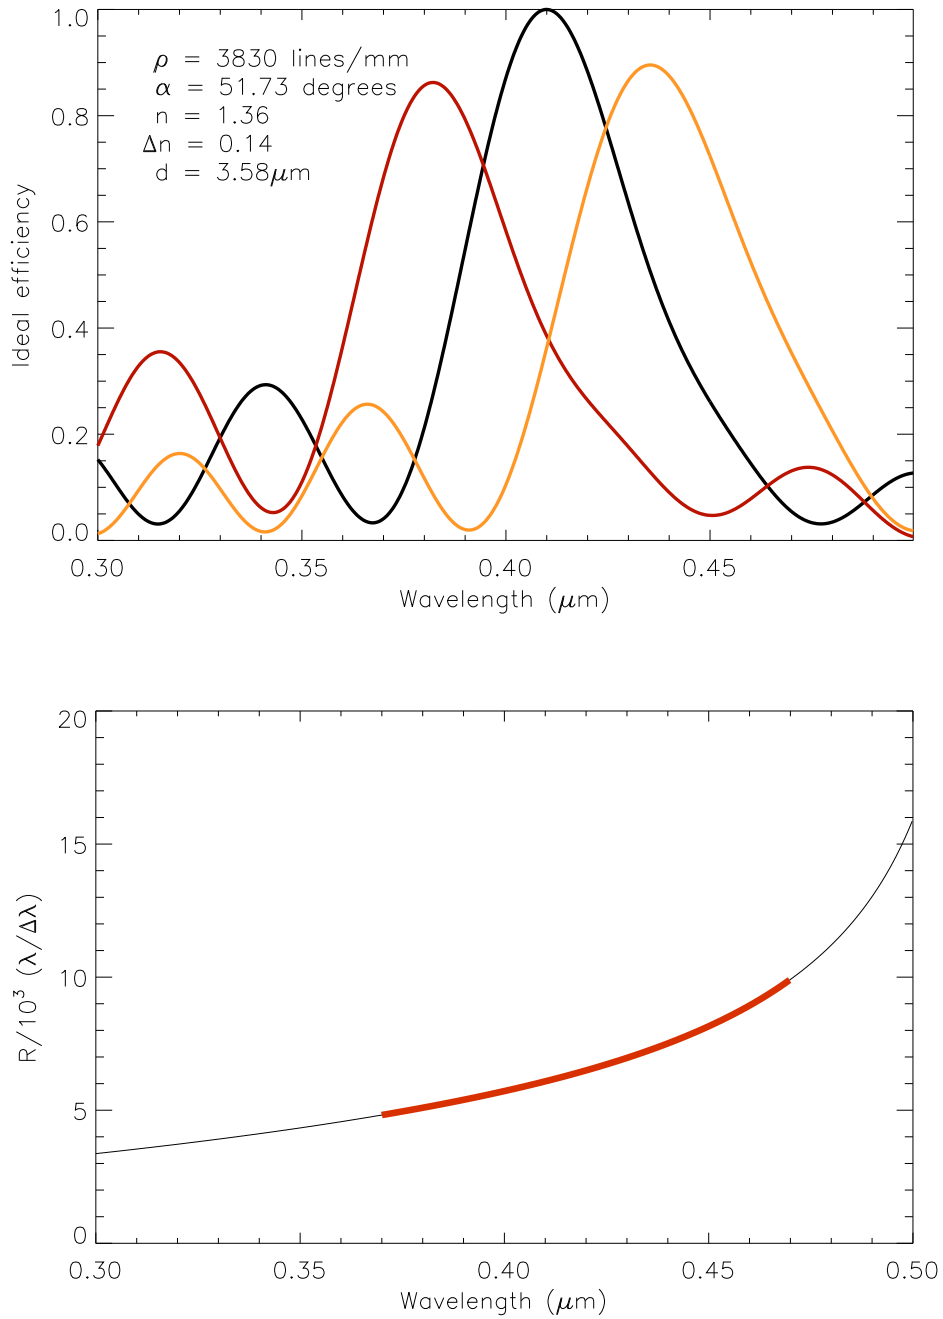 1.0
0.8
0.6
0.4
0.2
0.0
Ideal efficiency
ρ = 3830 lines/mm
α = 51.73 degrees
n = 1.36
Δn = 0.14
d = 3.58μm
0.30 0.35 0.40 0.45
Wavelength (μm)
20
15
10
5
0
R/10³ (λ/Δλ)
0.30 0.35 0.40 0.45 0.50
Wavelength (μm)